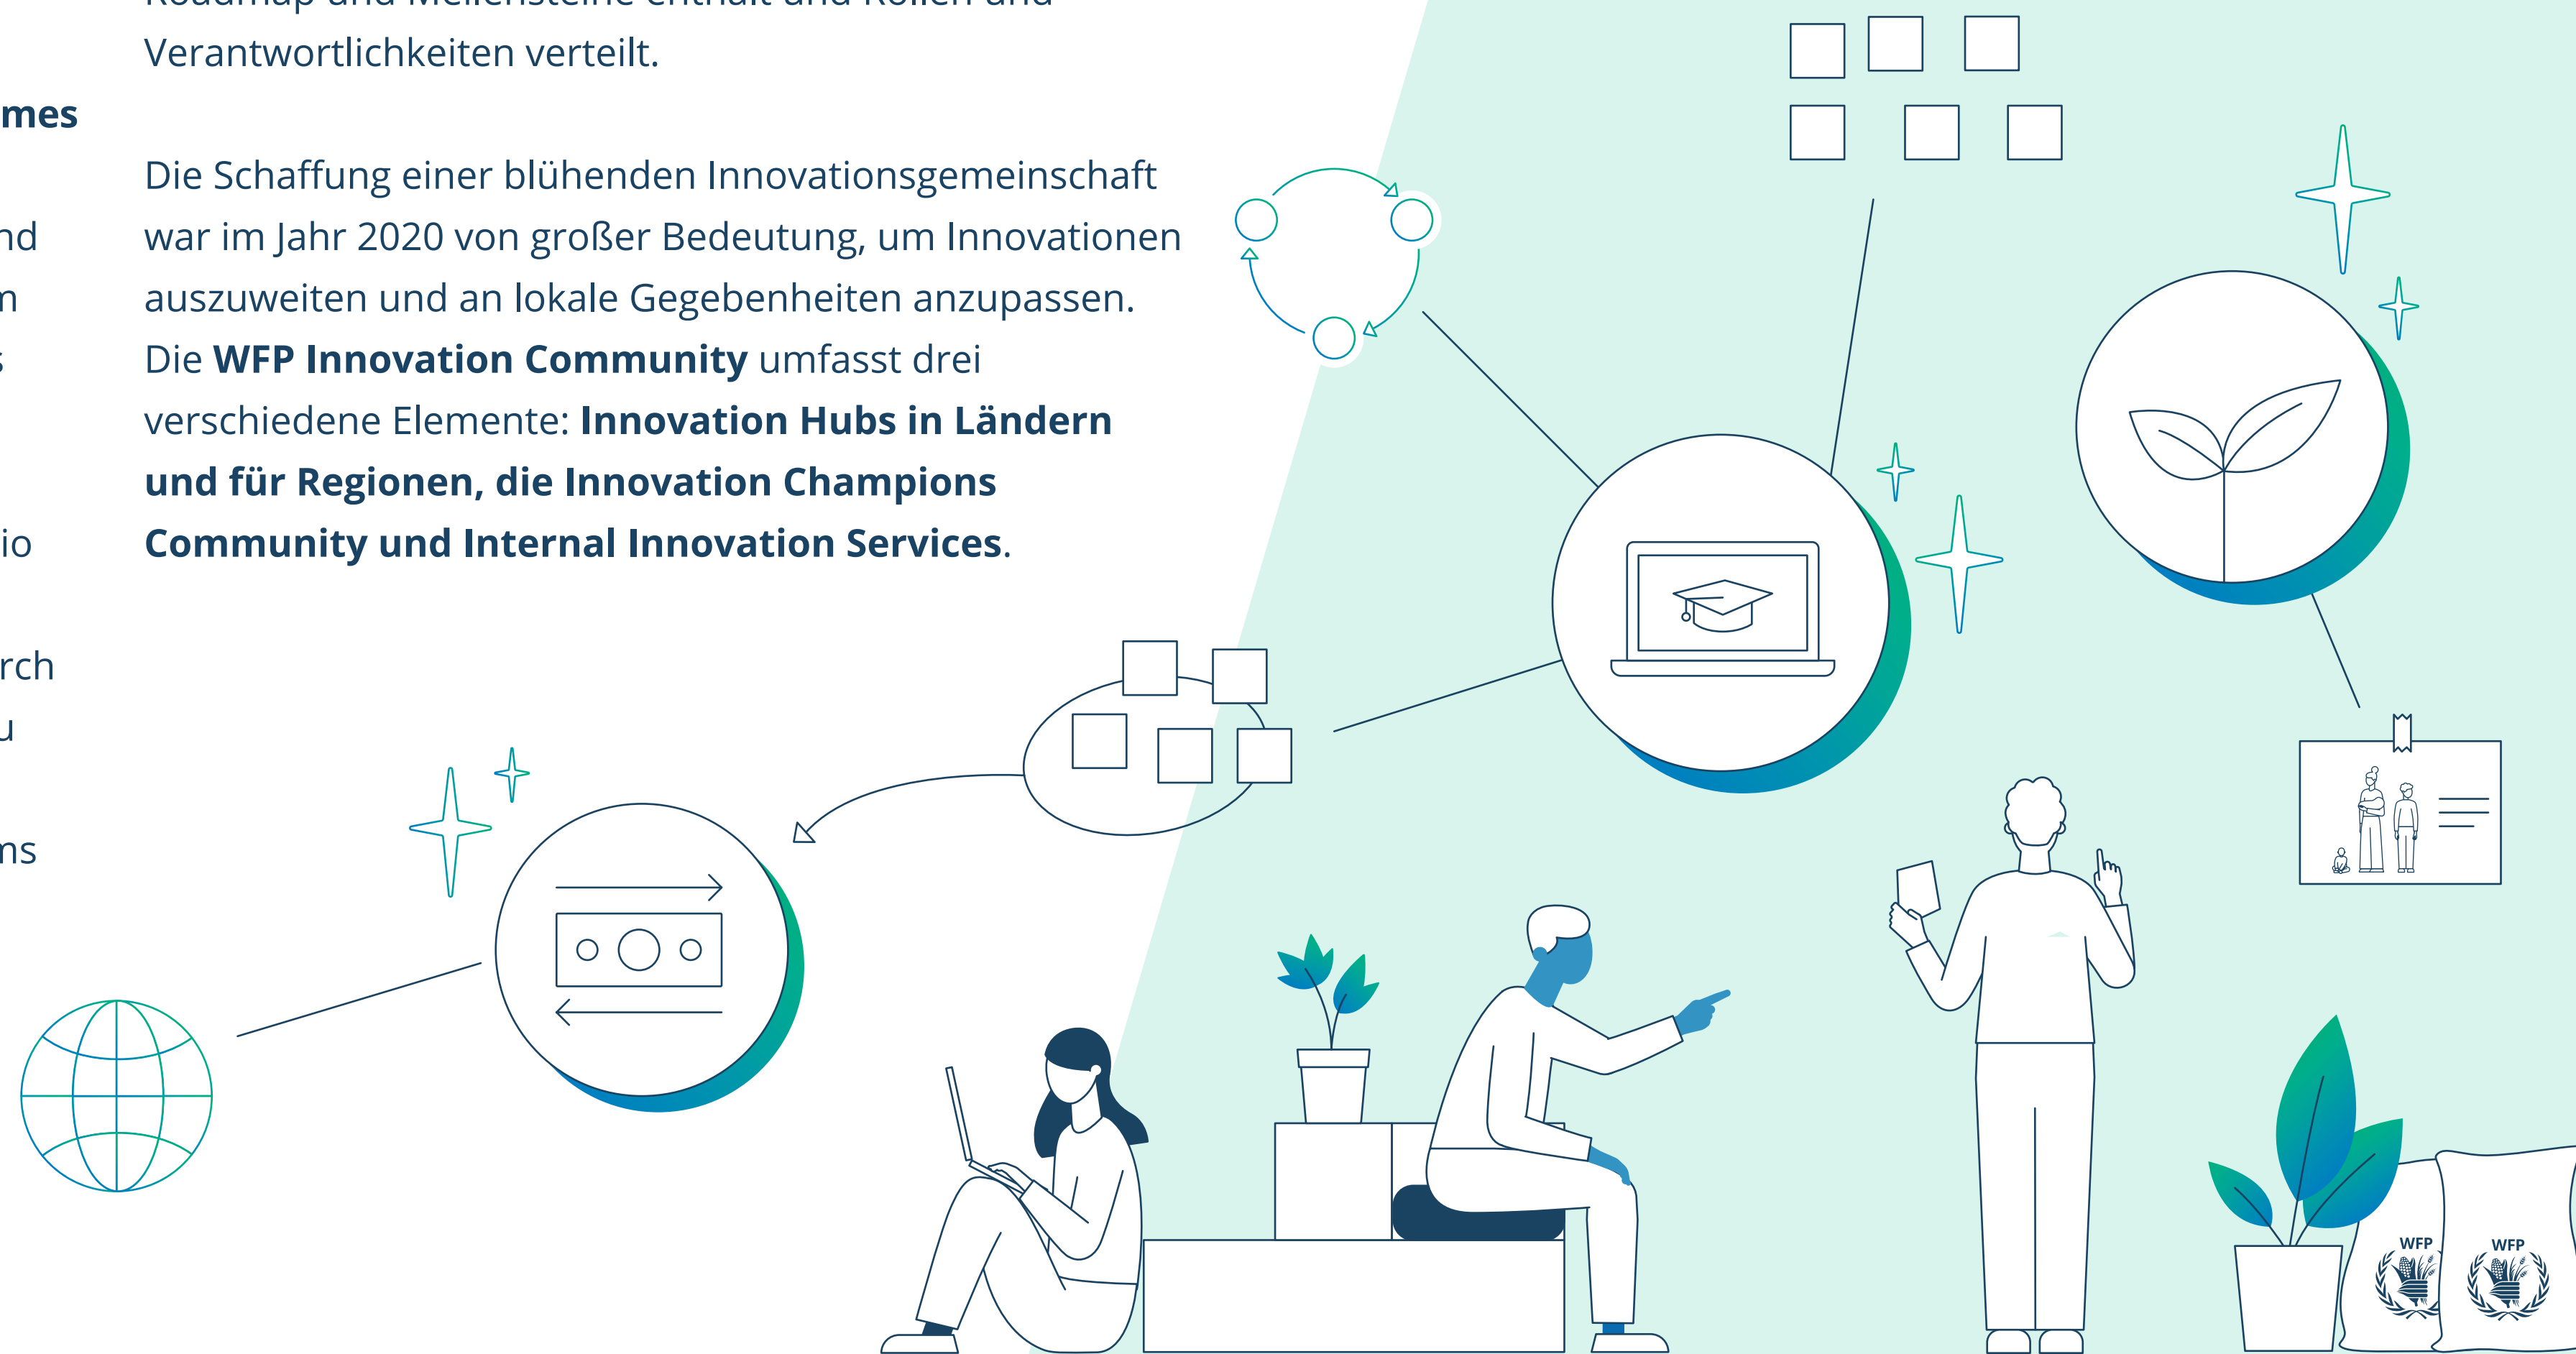 Verantwortlichkeiten verteilt.
mes
Die Schaffung einer blühenden Innovationsgemeinschaft
war im Jahr 2020 von großer Bedeutung, um Innovationen
auszuweiten und an lokale Gegebenheiten anzupassen.
Die WFP Innovation Community umfasst drei
verschiedene Elemente: Innovation Hubs in Ländern
und für Regionen, die Innovation Champions
Community und Internal Innovation Services.
nd
io
rch
ms
WFP
WFP